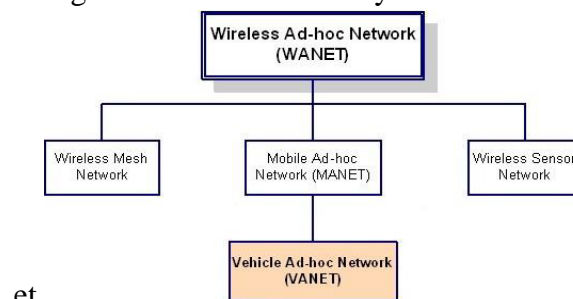 Wireless Ad-hoc Network
(WANET)
Wireless Mesh
Network
Mobile Ad-hoc
Network (MANET)
Wireless Sensor
Network
Vehicle Ad-hoc Network
(VANET)
et